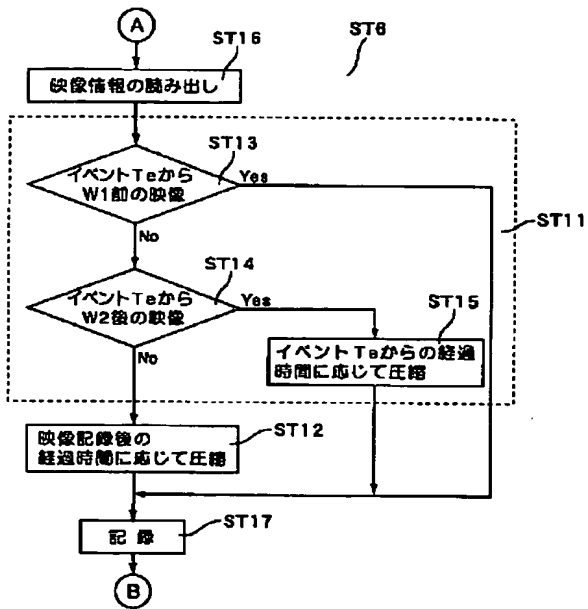 A
ST16
ST6
映像情報の読み出し
ST13
イベントTeから
W1前の映像
Yes
ST11
No
ST14
イベントTeから
W2後の映像
Yes
ST15
イベントTeからの経過
時間に応じて圧縮
No
ST12
映像記録後の
経過時間に応じて圧縮
ST17
記録
B